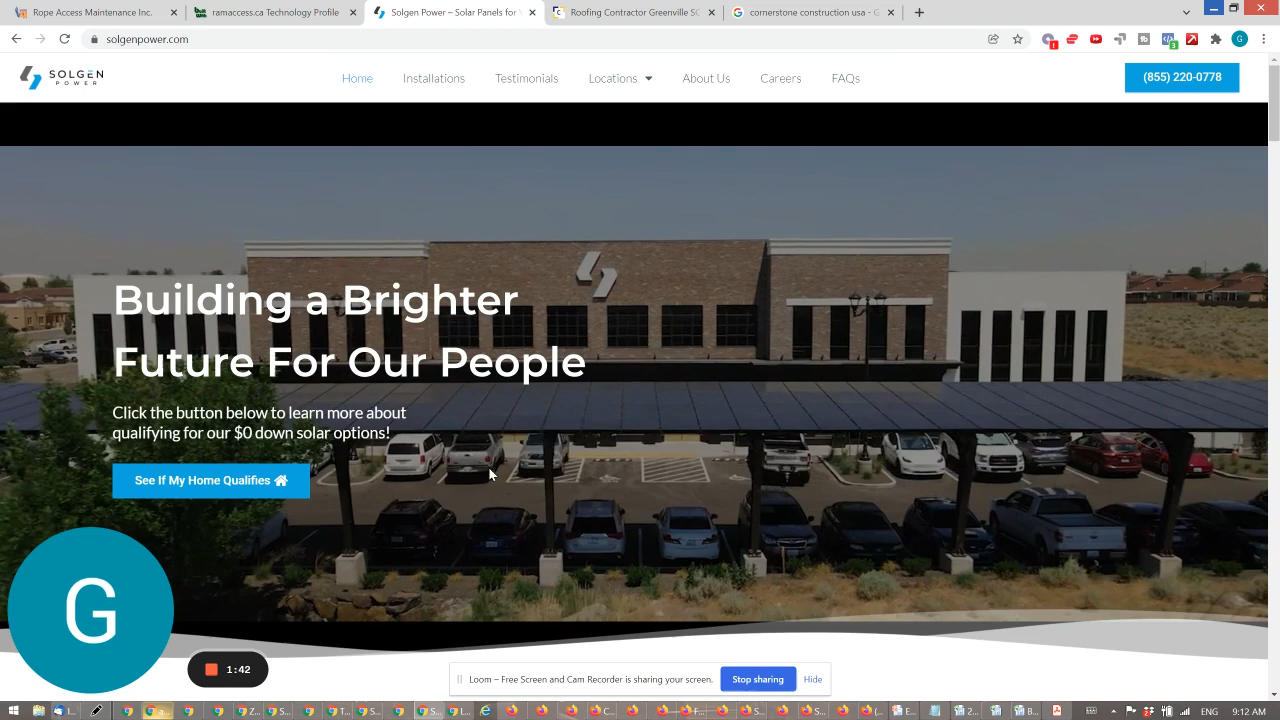 Rope Access Maintenance Inc.
ramaccess.ca Technology Profile
Solgen Power – Solar Panels for
Roofing Contractor Greenville SC
cornerstone construction usa - G
solgenpower.com
SOLGEN
POWER
Home
Installations
Testimonials
Locations
About Us
Careers
FAQs
(855) 220-0778
Building a Brighter
Future For Our People
Click the button below to learn more about
qualifying for our $0 down solar options!
See If My Home Qualifies
G
1:42
Loom – Free Screen and Cam Recorder is sharing your screen.
Stop sharing
Hide
ENG
9:12 AM